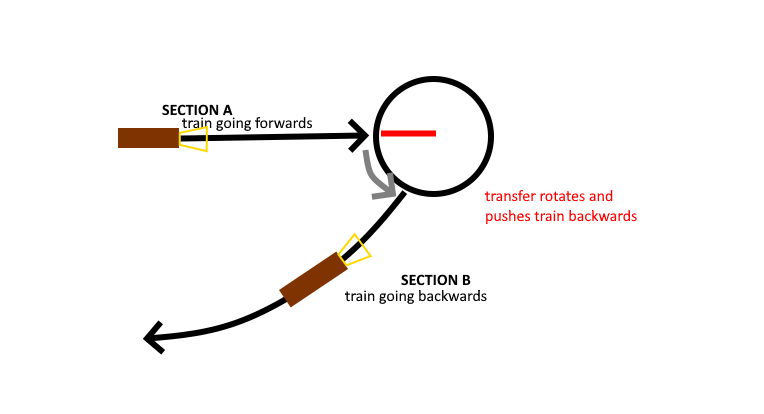 SECTION A
train going forwards
transfer rotates and
pushes train backwards
SECTION B
train going backwards